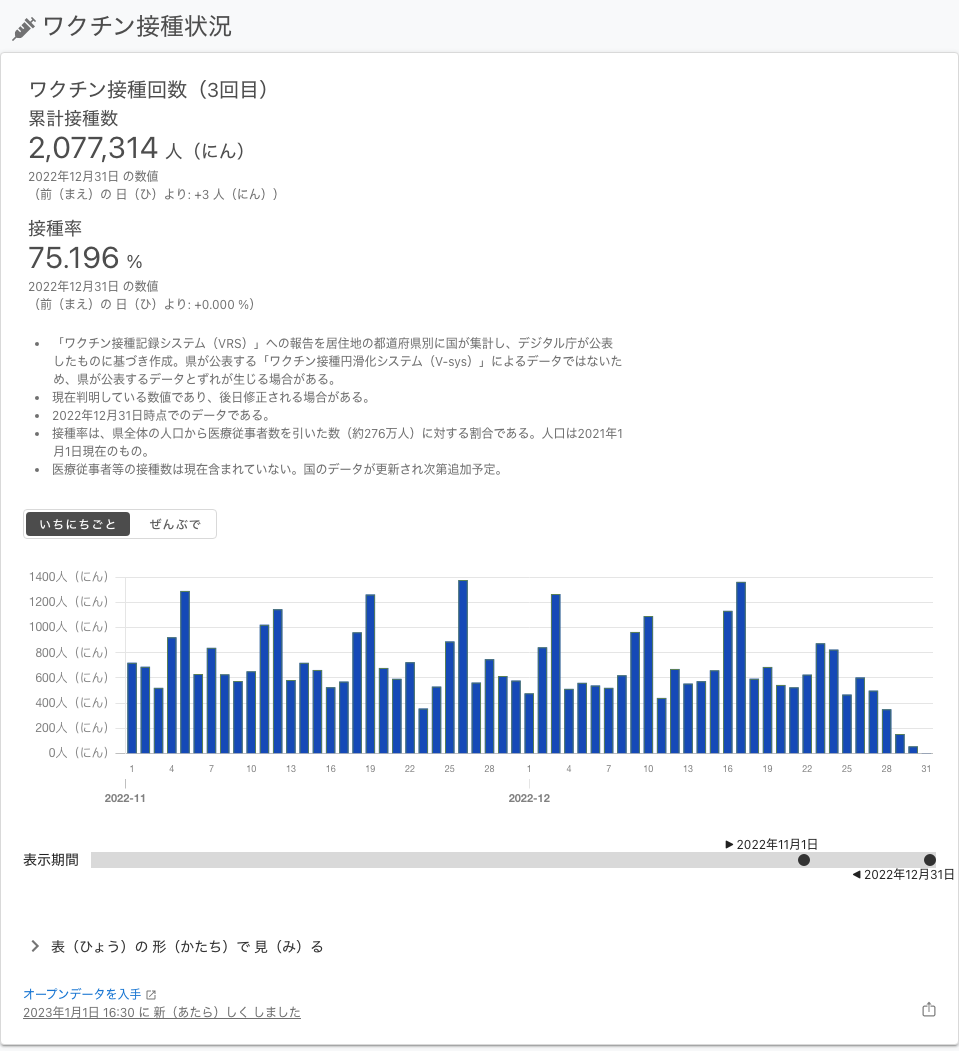 ワクチン接種状況
ワクチン接種回数（3回目）
累計接種数
2,077,314 人（にん）
2022年12月31日 の数値
（前（まえ）の 日（ひ）より: +3 人（にん））
接種率
75.196 %
2022年12月31日 の数値
（前（まえ）の 日（ひ）より: +0.000 %）
• 「ワクチン接種記録システム（VRS）」への報告を居住地の都道府県別に国が集計し、デジタル庁が公表
したものに基づき作成。県が公表する「ワクチン接種円滑化システム（V-sys）」によるデータではないた
め、県が公表するデータとずれが生じる場合がある。
• 現在判明している数値であり、後日修正される場合がある。
• 2022年12月31日時点でのデータである。
• 接種率は、県全体の人口から医療従事者数を引いた数（約276万人）に対する割合である。人口は2021年1
月1日現在のもの。
• 医療従事者等の接種数は現在含まれていない。国のデータが更新され次第追加予定。
いちにちごと ぜんぶで
1400人（にん）
1200人（にん）
1000人（にん）
800人（にん）
600人（にん）
400人（にん）
200人（にん）
0人（にん）
1 4 7 10 13 16 19 22 25 28 1 4 7 10 13 16 19 22 25 28 31
2022-11 2022-12
▶ 2022年11月1日
表示期間
◀ 2022年12月31日
表（ひょう）の 形（かたち）で 見（み）る
オープンデータを入手
2023年1月1日 16:30 に 新（あたら）しく しました